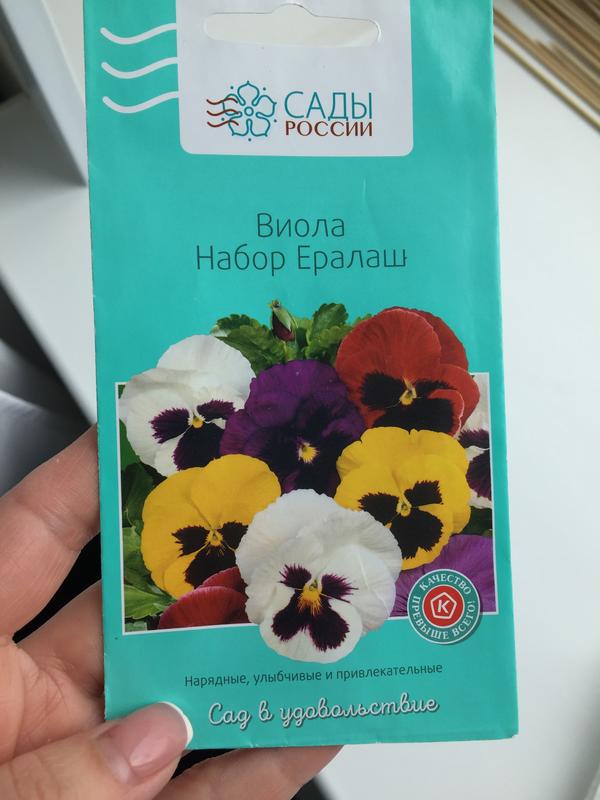 САДЫ
РОССИИ
Виола
Набор Ералаш
КАЧЕСТВО
ПРЕВЫШЕ ВСЕГО!
К
Нарядные, улыбчивые и привлекательные
Сад в удовольствие